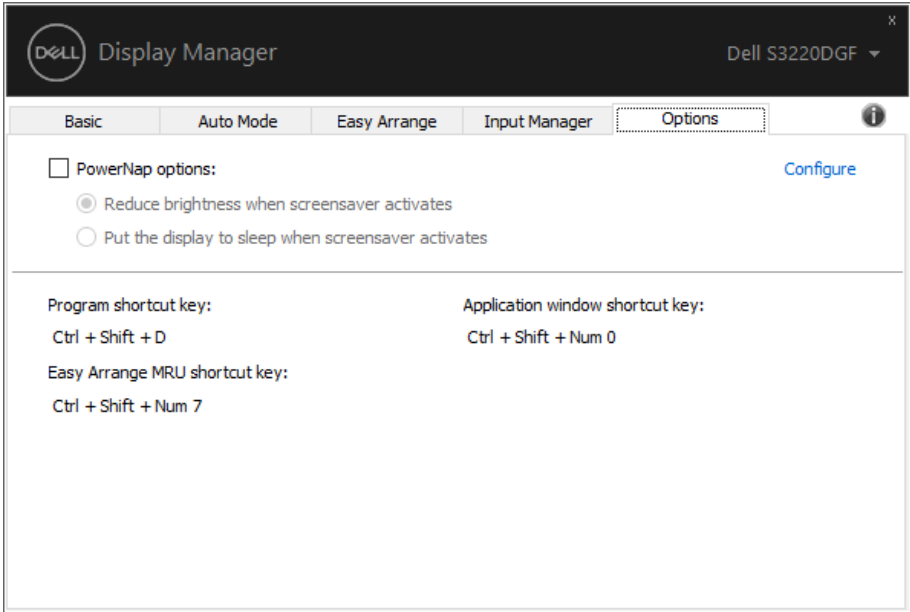 x
DELL Display Manager
Dell S3220DGF
Basic Auto Mode Easy Arrange Input Manager Options i
PowerNap options: Configure
Reduce brightness when screensaver activates
Put the display to sleep when screensaver activates
Program shortcut key: Application window shortcut key:
Ctrl + Shift + D Ctrl + Shift + Num 0
Easy Arrange MRU shortcut key:
Ctrl + Shift + Num 7